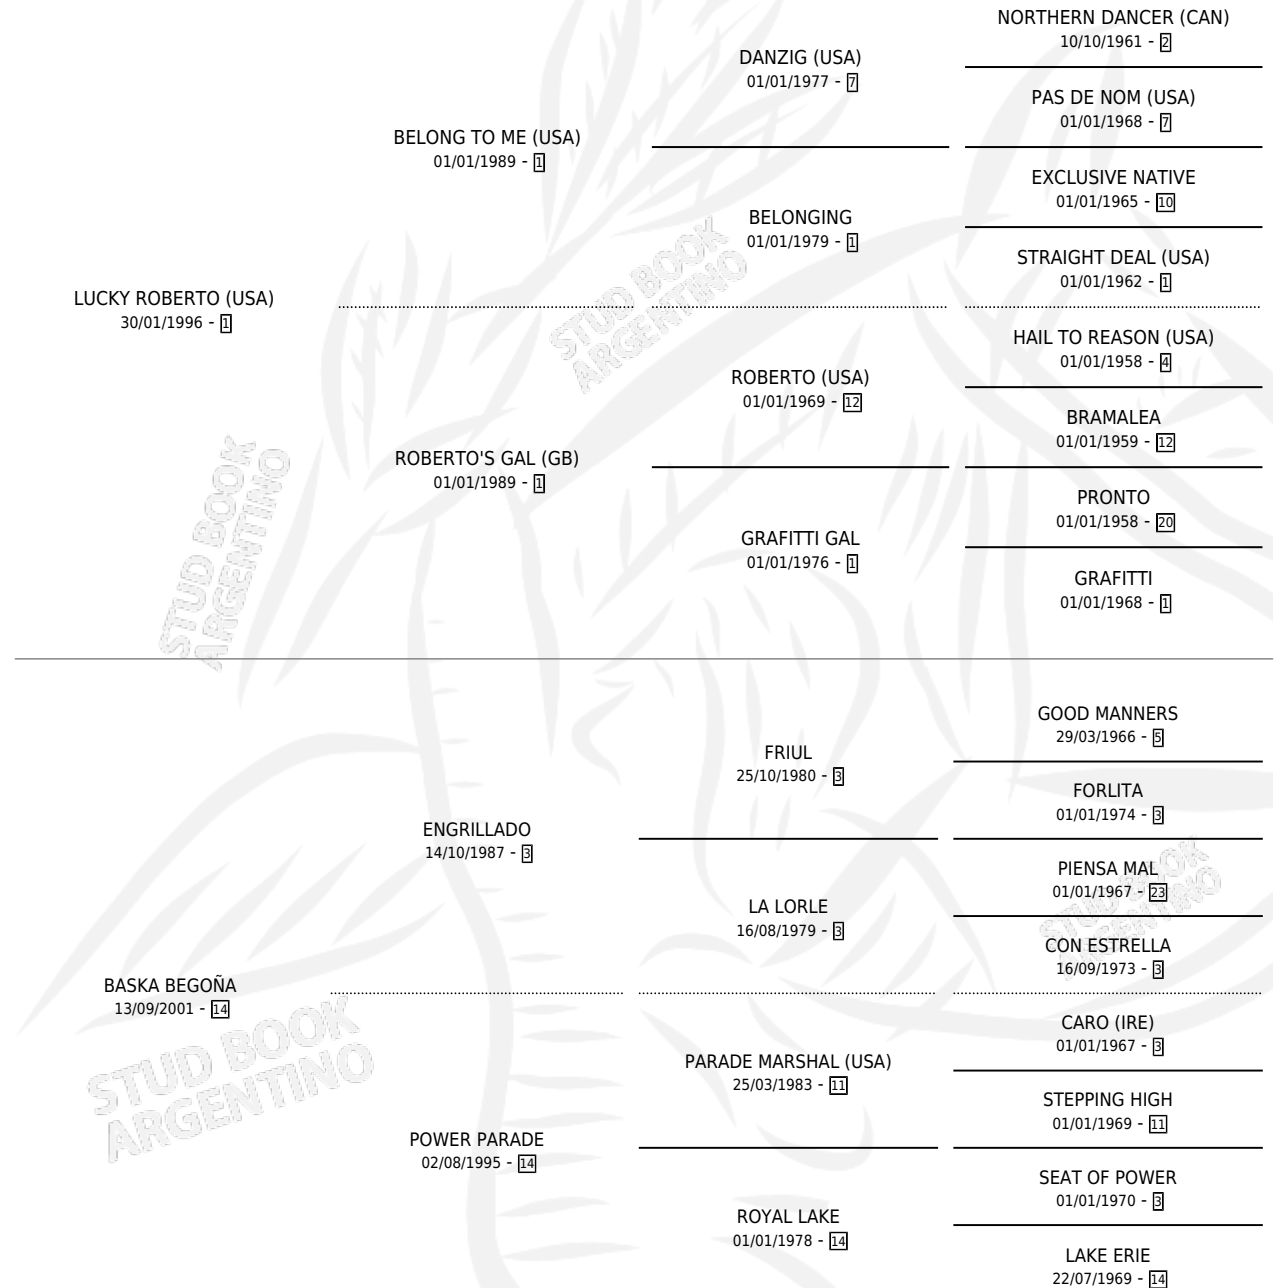 NORTHERN DANCER (CAN)
10/10/1961 - 2
DANZIG (USA)
01/01/1977 - 7
PAS DE NOM (USA)
01/01/1968 - 7
BELONG TO ME (USA)
01/01/1989 - 1
EXCLUSIVE NATIVE
01/01/1965 - 10
BELONGING
01/01/1979 - 1
STRAIGHT DEAL (USA)
01/01/1962 - 1
LUCKY ROBERTO (USA)
30/01/1996 - 1
HAIL TO REASON (USA)
01/01/1958 - 4
ROBERTO (USA)
01/01/1969 - 12
BRAMALEA
01/01/1959 - 12
ROBERTO'S GAL (GB)
01/01/1989 - 1
PRONTO
01/01/1958 - 20
GRAFITTI GAL
01/01/1976 - 1
GRAFITTI
01/01/1968 - 1
STUD BOOK
ARGENTINO
STUD BOOK
ARGENTINO
GOOD MANNERS
29/03/1966 - 5
FRIUL
25/10/1980 - 3
FORLITA
01/01/1974 - 3
ENGRILLADO
14/10/1987 - 3
PIENSA MAL
01/01/1967 - 23
LA LORLE
16/08/1979 - 3
CON ESTRELLA
16/09/1973 - 3
BASKA BEGOÑA
13/09/2001 - 14
CARO (IRE)
01/01/1967 - 3
PARADE MARSHAL (USA)
25/03/1983 - 11
STEPPING HIGH
01/01/1969 - 11
POWER PARADE
02/08/1995 - 14
SEAT OF POWER
01/01/1970 - 3
ROYAL LAKE
01/01/1978 - 14
LAKE ERIE
22/07/1969 - 14
STUD BOOK
ARGENTINO
STUD BOOK
ARGENTINO